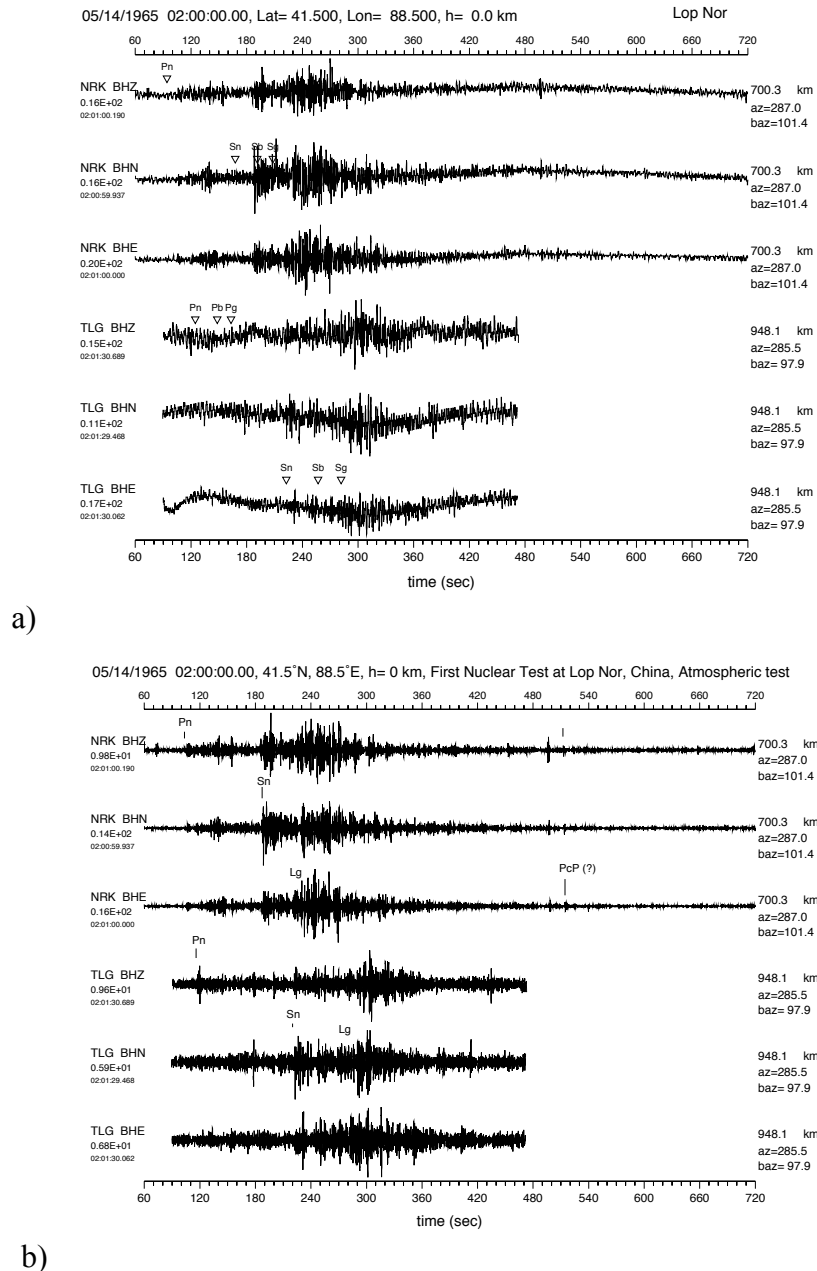 05/14/1965 02:00:00.00, Lat= 41.500, Lon= 88.500, h= 0.0 km Lop Nor
60 120 180 240 300 360 420 480 540 600 660 720
Pn
NRK BHZ 700.3 km
0.16E+02 az=287.0
02:01:00.190 baz=101.4
Sn Sb Sg
NRK BHN 700.3 km
0.16E+02 az=287.0
02:00:59.937 baz=101.4
NRK BHE 700.3 km
0.20E+02 az=287.0
02:01:00.000 baz=101.4
Pn Pb Pg
TLG BHZ 948.1 km
0.15E+02 az=285.5
02:01:30.689 baz= 97.9
TLG BHN 948.1 km
0.11E+02 az=285.5
02:01:29.468 baz= 97.9
Sn Sb Sg
TLG BHE 948.1 km
0.17E+02 az=285.5
02:01:30.062 baz= 97.9
60 120 180 240 300 360 420 480 540 600 660 720
time (sec)
a)
05/14/1965 02:00:00.00, 41.5˚N, 88.5˚E, h= 0 km, First Nuclear Test at Lop Nor, China, Atmospheric test
60 120 180 240 300 360 420 480 540 600 660 720
Pn
NRK BHZ 700.3 km
0.98E+01 az=287.0
02:01:00.190 baz=101.4
Sn
NRK BHN 700.3 km
0.14E+02 az=287.0
02:00:59.937 baz=101.4
Lg PcP (?)
NRK BHE 700.3 km
0.16E+02 az=287.0
02:01:00.000 baz=101.4
Pn
TLG BHZ 948.1 km
0.96E+01 az=285.5
02:01:30.689 baz= 97.9
Sn Lg
TLG BHN 948.1 km
0.59E+01 az=285.5
02:01:29.468 baz= 97.9
TLG BHE 948.1 km
0.68E+01 az=285.5
02:01:30.062 baz= 97.9
60 120 180 240 300 360 420 480 540 600 660 720
time (sec)
b)